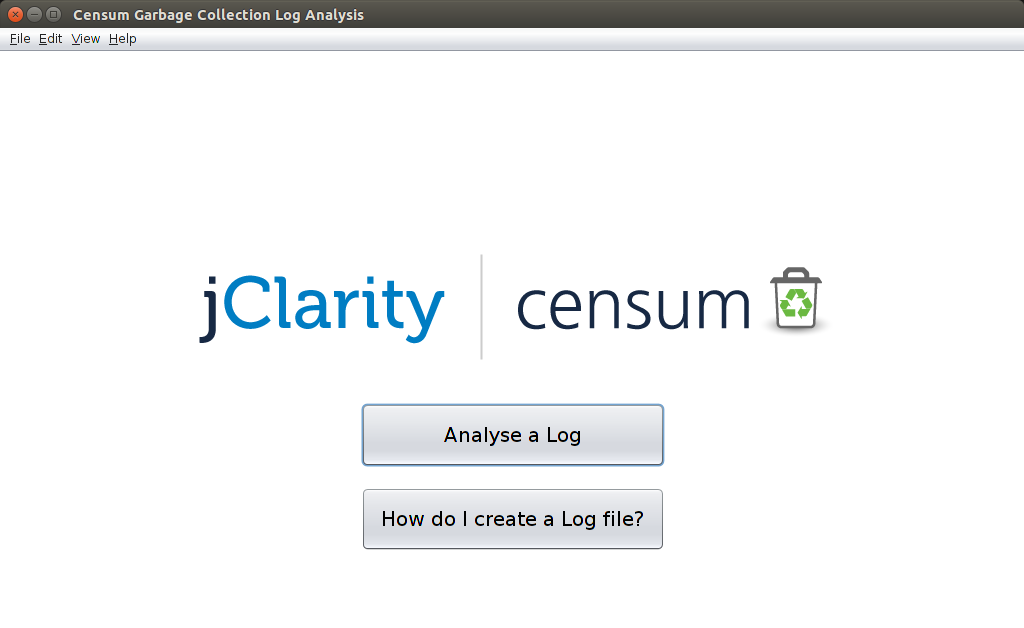 Censum Garbage Collection Log Analysis
File Edit View Help
jClarity censum
Analyse a Log
How do I create a Log file?